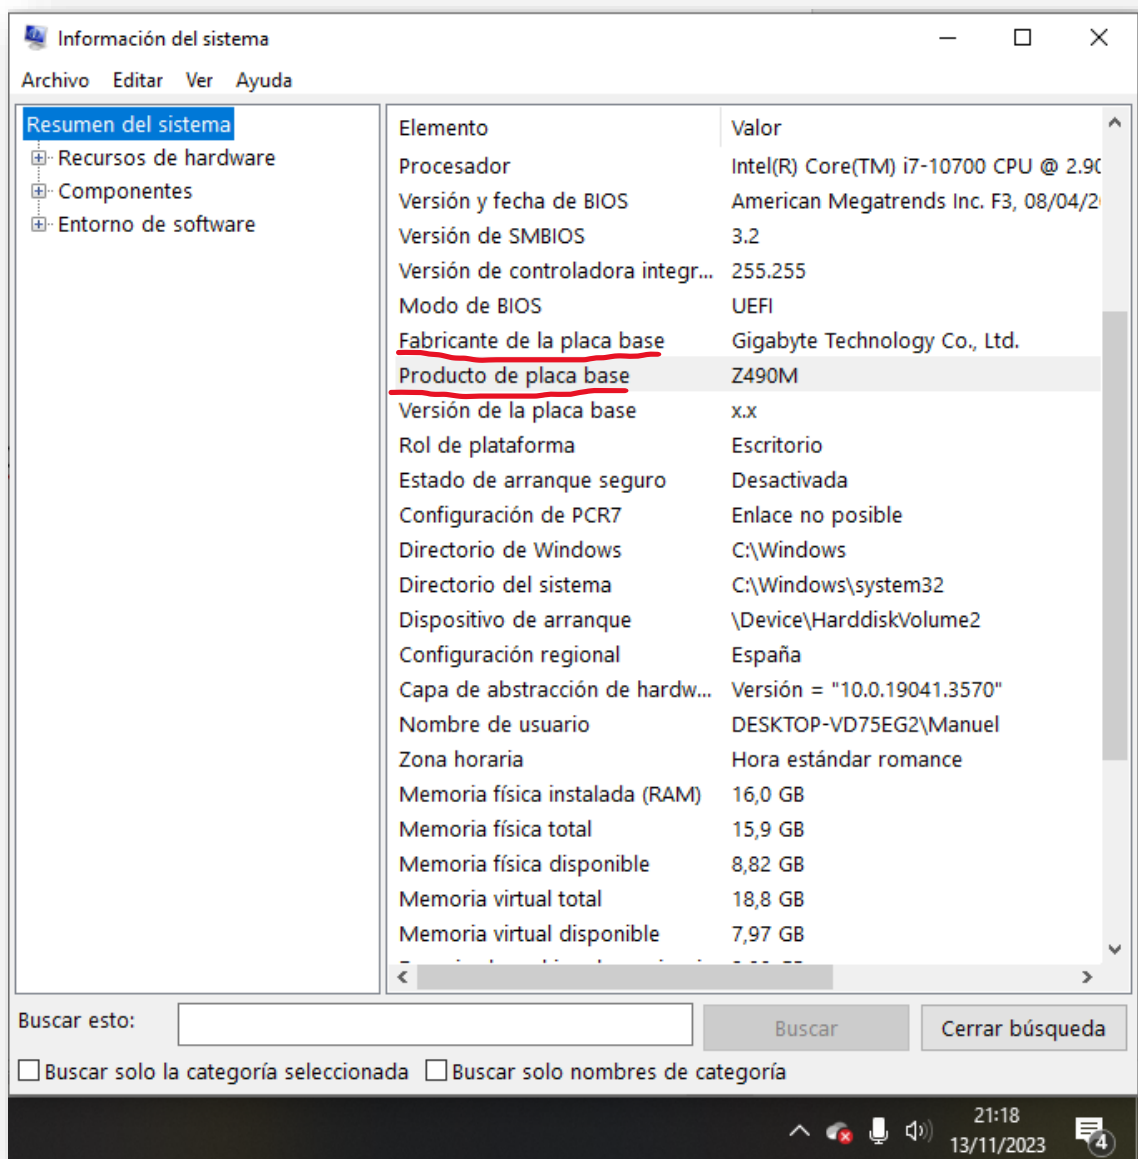 Información del sistema
Archivo Editar Ver Ayuda
Resumen del sistema
Recursos de hardware
Componentes
Entorno de software
Elemento Valor
Procesador Intel(R) Core(TM) i7-10700 CPU @ 2.90
Versión y fecha de BIOS American Megatrends Inc. F3, 08/04/2
Versión de SMBIOS 3.2
Versión de controladora integr... 255.255
Modo de BIOS UEFI
Fabricante de la placa base Gigabyte Technology Co., Ltd.
Producto de placa base Z490M
Versión de la placa base x.x
Rol de plataforma Escritorio
Estado de arranque seguro Desactivada
Configuración de PCR7 Enlace no posible
Directorio de Windows C:\Windows
Directorio del sistema C:\Windows\system32
Dispositivo de arranque \Device\HarddiskVolume2
Configuración regional España
Capa de abstracción de hardw... Versión = "10.0.19041.3570"
Nombre de usuario DESKTOP-VD75EG2\Manuel
Zona horaria Hora estándar romance
Memoria física instalada (RAM) 16,0 GB
Memoria física total 15,9 GB
Memoria física disponible 8,82 GB
Memoria virtual total 18,8 GB
Memoria virtual disponible 7,97 GB
Buscar esto: Buscar Cerrar búsqueda
Buscar solo la categoría seleccionada Buscar solo nombres de categoría
21:18
13/11/2023 4